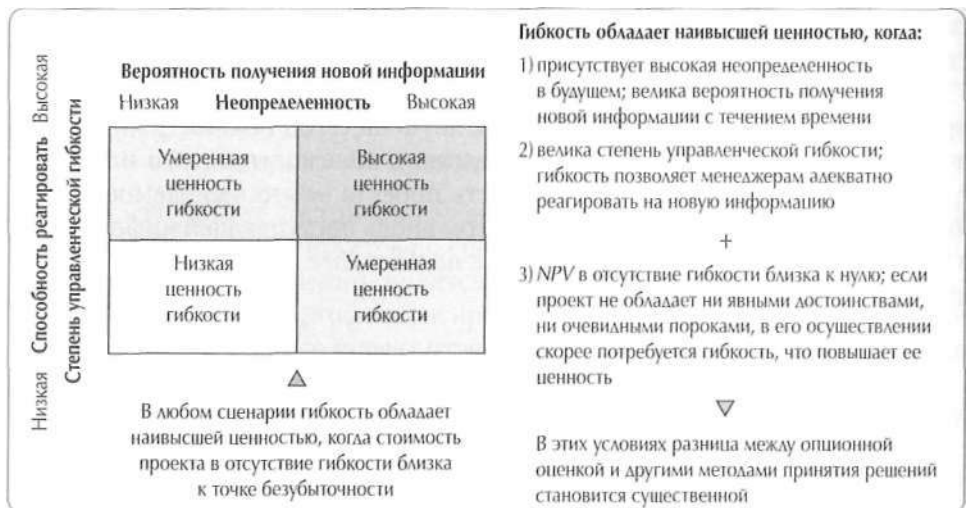 Вероятность получения новой информации
Низкая Неопределенность Высокая
Низкая Способность реагировать Высокая
Степень управленческой гибкости
Умеренная
ценность
гибкости
Высокая
ценность
гибкости
Низкая
ценность
гибкости
Умеренная
ценность
гибкости
В любом сценарии гибкость обладает
наивысшей ценностью, когда стоимость
проекта в отсутствие гибкости близка
к точке безубыточности
Гибкость обладает наивысшей ценностью, когда:
1) присутствует высокая неопределенность
в будущем; велика вероятность получения
новой информации с течением времени
2) велика степень управленческой гибкости;
гибкость позволяет менеджерам адекватно
реагировать на новую информацию
+
3) NPV в отсутствие гибкости близка к нулю; если
проект не обладает ни явными достоинствами,
ни очевидными пороками, в его осуществлении
скорее потребуется гибкость, что повышает ее
ценность
В этих условиях разница между опционной
оценкой и другими методами принятия решений
становится существенной